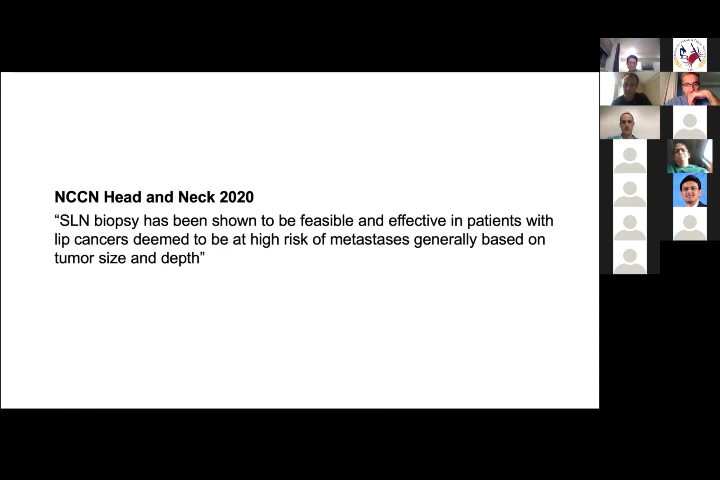 NCCN Head and Neck 2020
“SLN biopsy has been shown to be feasible and effective in patients with
lip cancers deemed to be at high risk of metastases generally based on
tumor size and depth”